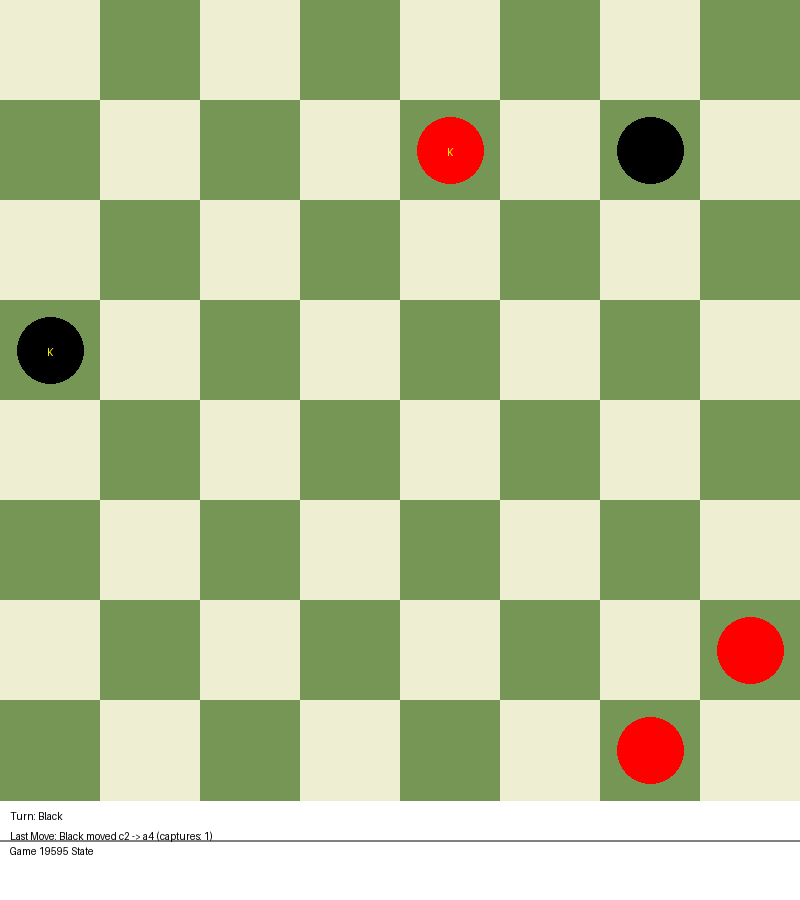 K
K
Turn: Black
Last Move: Black moved c2 -> a4 (captures: 1)
Game 19595 State